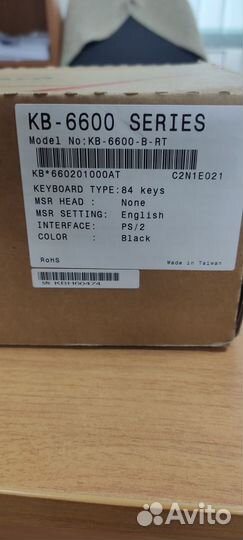 KB-6600 SERIES
Model No:KB-6600-B-RT
KB*660201000AT C2N1E021
KEYBOARD TYPE:84 keys
MSR HEAD : None
MSR SETTING: English
INTERFACE: PS/2
COLOR : Black
RoHS Made in Taiwan
KBH60474
Avito